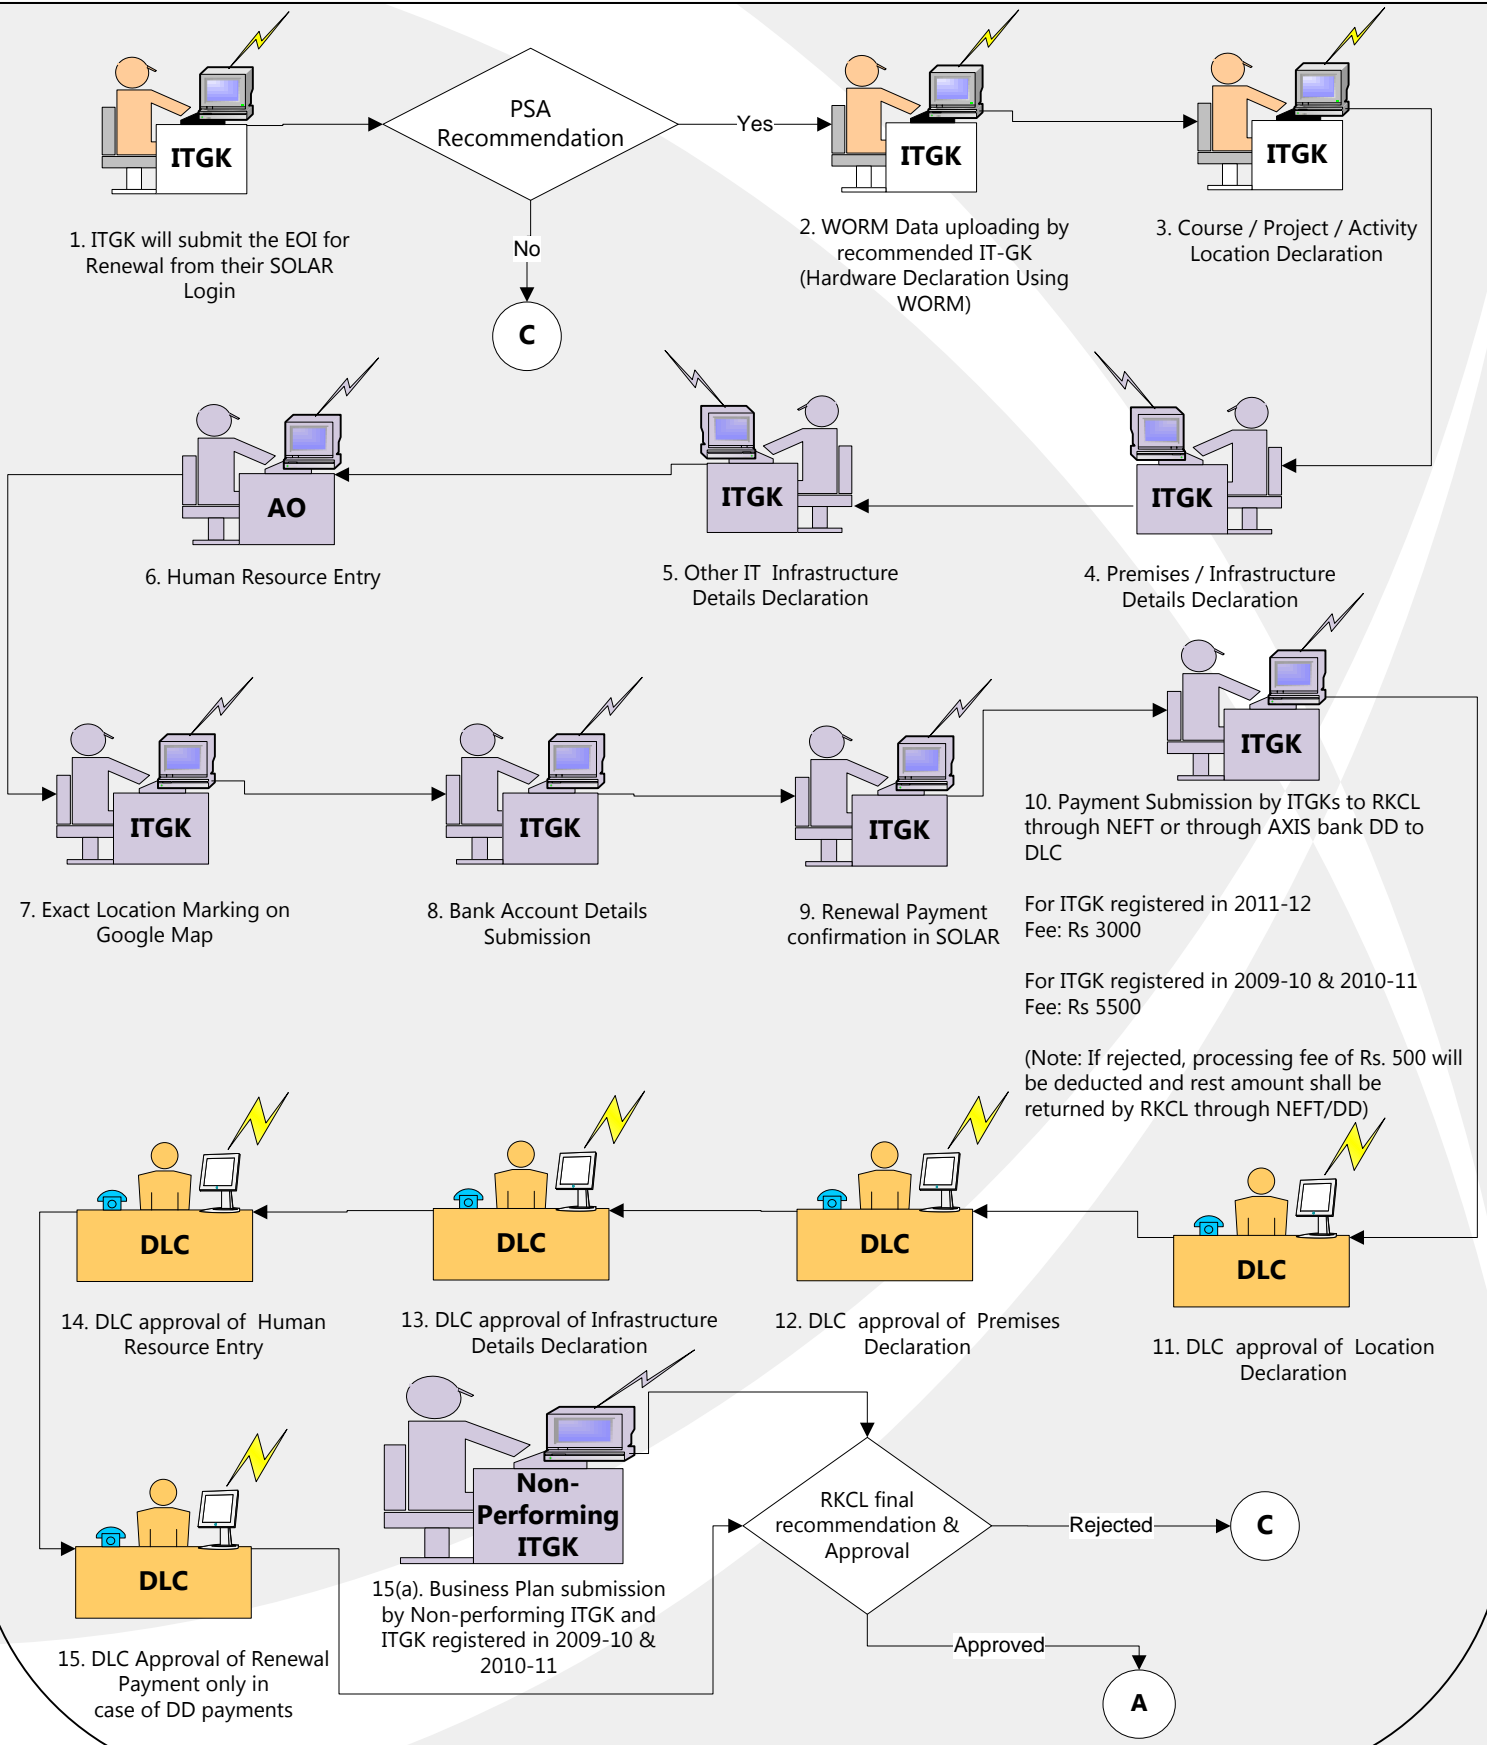 ITGK
PSA
Recommendation
Yes
ITGK
ITGK
1. ITGK will submit the EOI for
Renewal from their SOLAR
Login
No
C
2. WORM Data uploading by
recommended IT-GK
(Hardware Declaration Using
WORM)
3. Course / Project / Activity
Location Declaration
AO
ITGK
ITGK
6. Human Resource Entry
5. Other IT  Infrastructure
Details Declaration
4. Premises / Infrastructure
Details Declaration
ITGK
ITGK
ITGK
ITGK
7. Exact Location Marking on
Google Map
8. Bank Account Details
Submission
9. Renewal Payment
confirmation in SOLAR
10. Payment Submission by ITGKs to RKCL
through NEFT or through AXIS bank DD to
DLC
For ITGK registered in 2011-12
Fee: Rs 3000
For ITGK registered in 2009-10 & 2010-11
Fee: Rs 5500
(Note: If rejected, processing fee of Rs. 500 will
be deducted and rest amount shall be
returned by RKCL through NEFT/DD)
DLC
DLC
DLC
DLC
14. DLC approval of  Human
Resource Entry
13. DLC approval of Infrastructure
Details Declaration
12. DLC  approval of  Premises
Declaration
11. DLC  approval of  Location
Declaration
DLC
Non-
Performing
ITGK
RKCL final
recommendation &
Approval
Rejected
C
15. DLC Approval of Renewal
Payment only in
case of DD payments
15(a). Business Plan submission
by Non-performing ITGK and
ITGK registered in 2009-10 &
2010-11
Approved
A